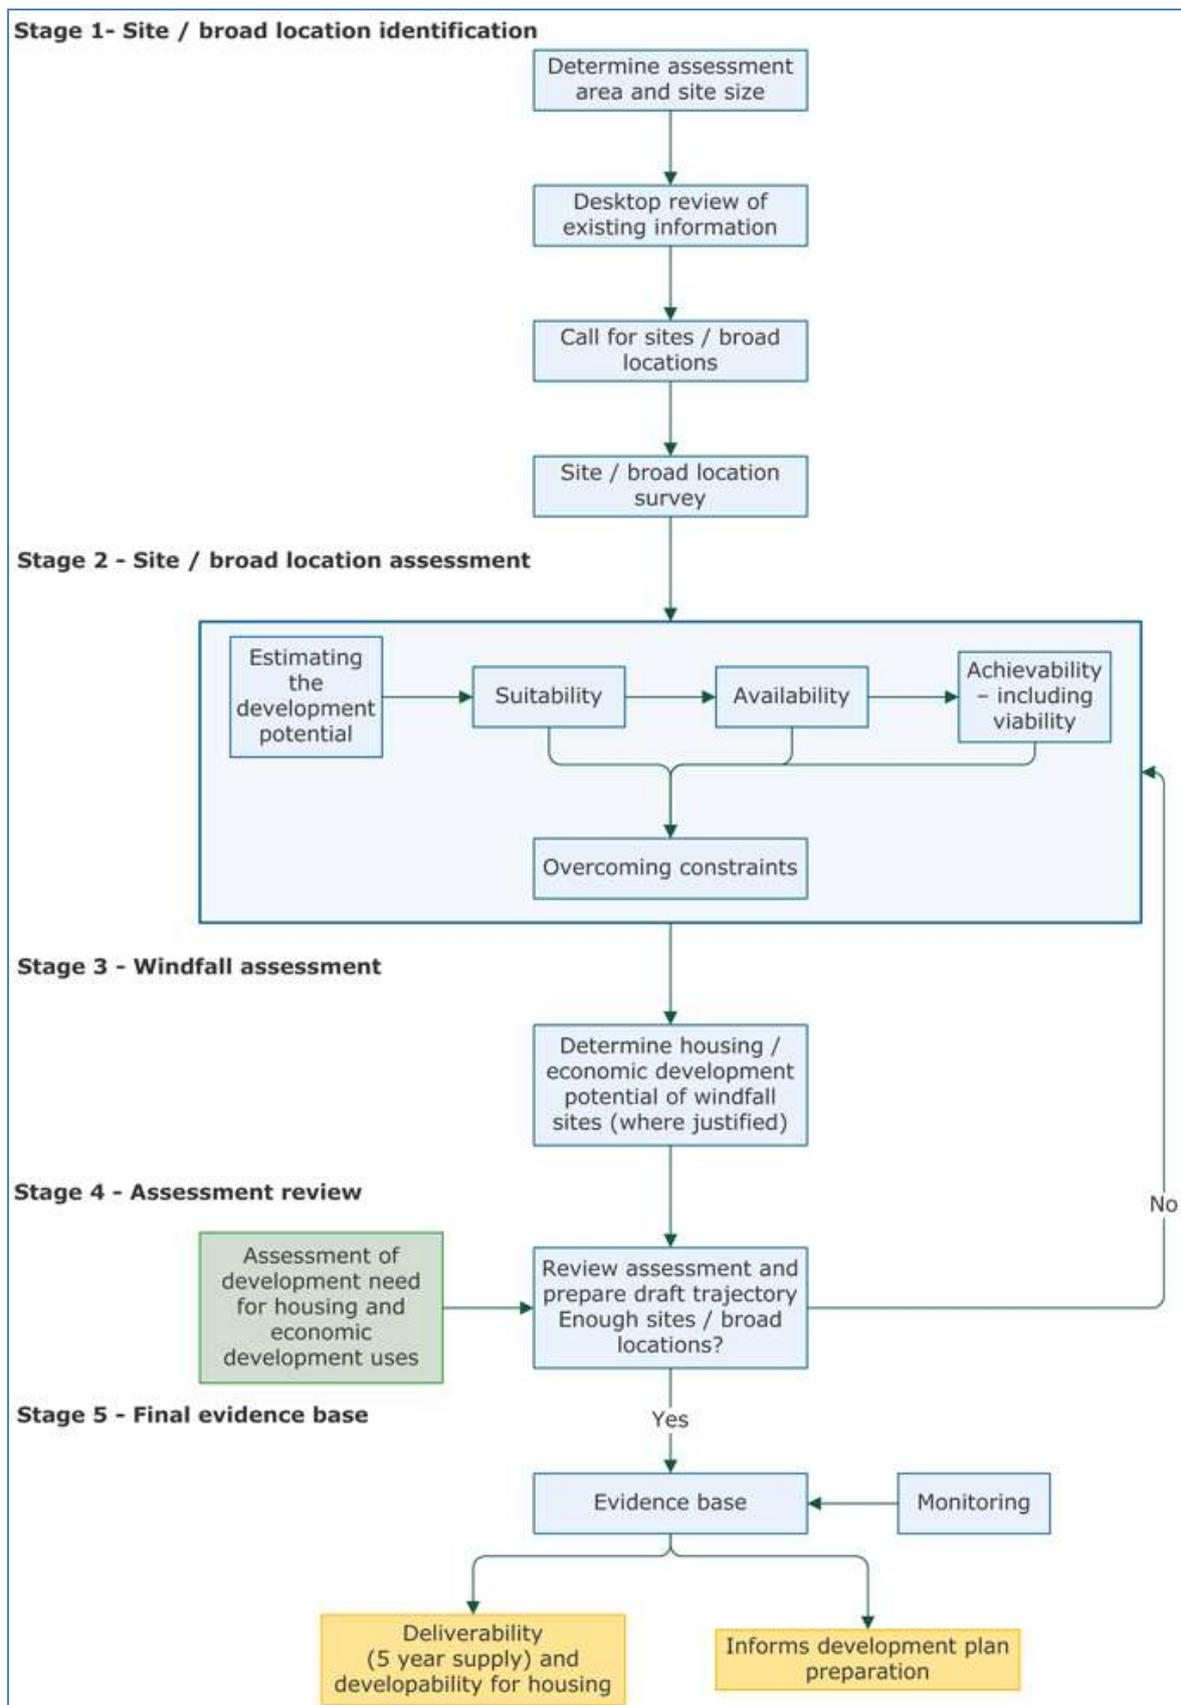 Stage 1- Site / broad location identification
Determine assessment
area and site size
Desktop review of
existing information
Call for sites / broad
locations
Site / broad location
survey
Stage 2 - Site / broad location assessment
Estimating
the
development
potential
Suitability
Availability
Achievability
– including
viability
Overcoming constraints
Stage 3 - Windfall assessment
Determine housing /
economic development
potential of windfall
sites (where justified)
Stage 4 - Assessment review
No
Assessment of
development need
for housing and
economic
development uses
Review assessment and
prepare draft trajectory
Enough sites / broad
locations?
Stage 5 - Final evidence base
Yes
Evidence base
Monitoring
Deliverability
(5 year supply) and
developability for housing
Informs development plan
preparation